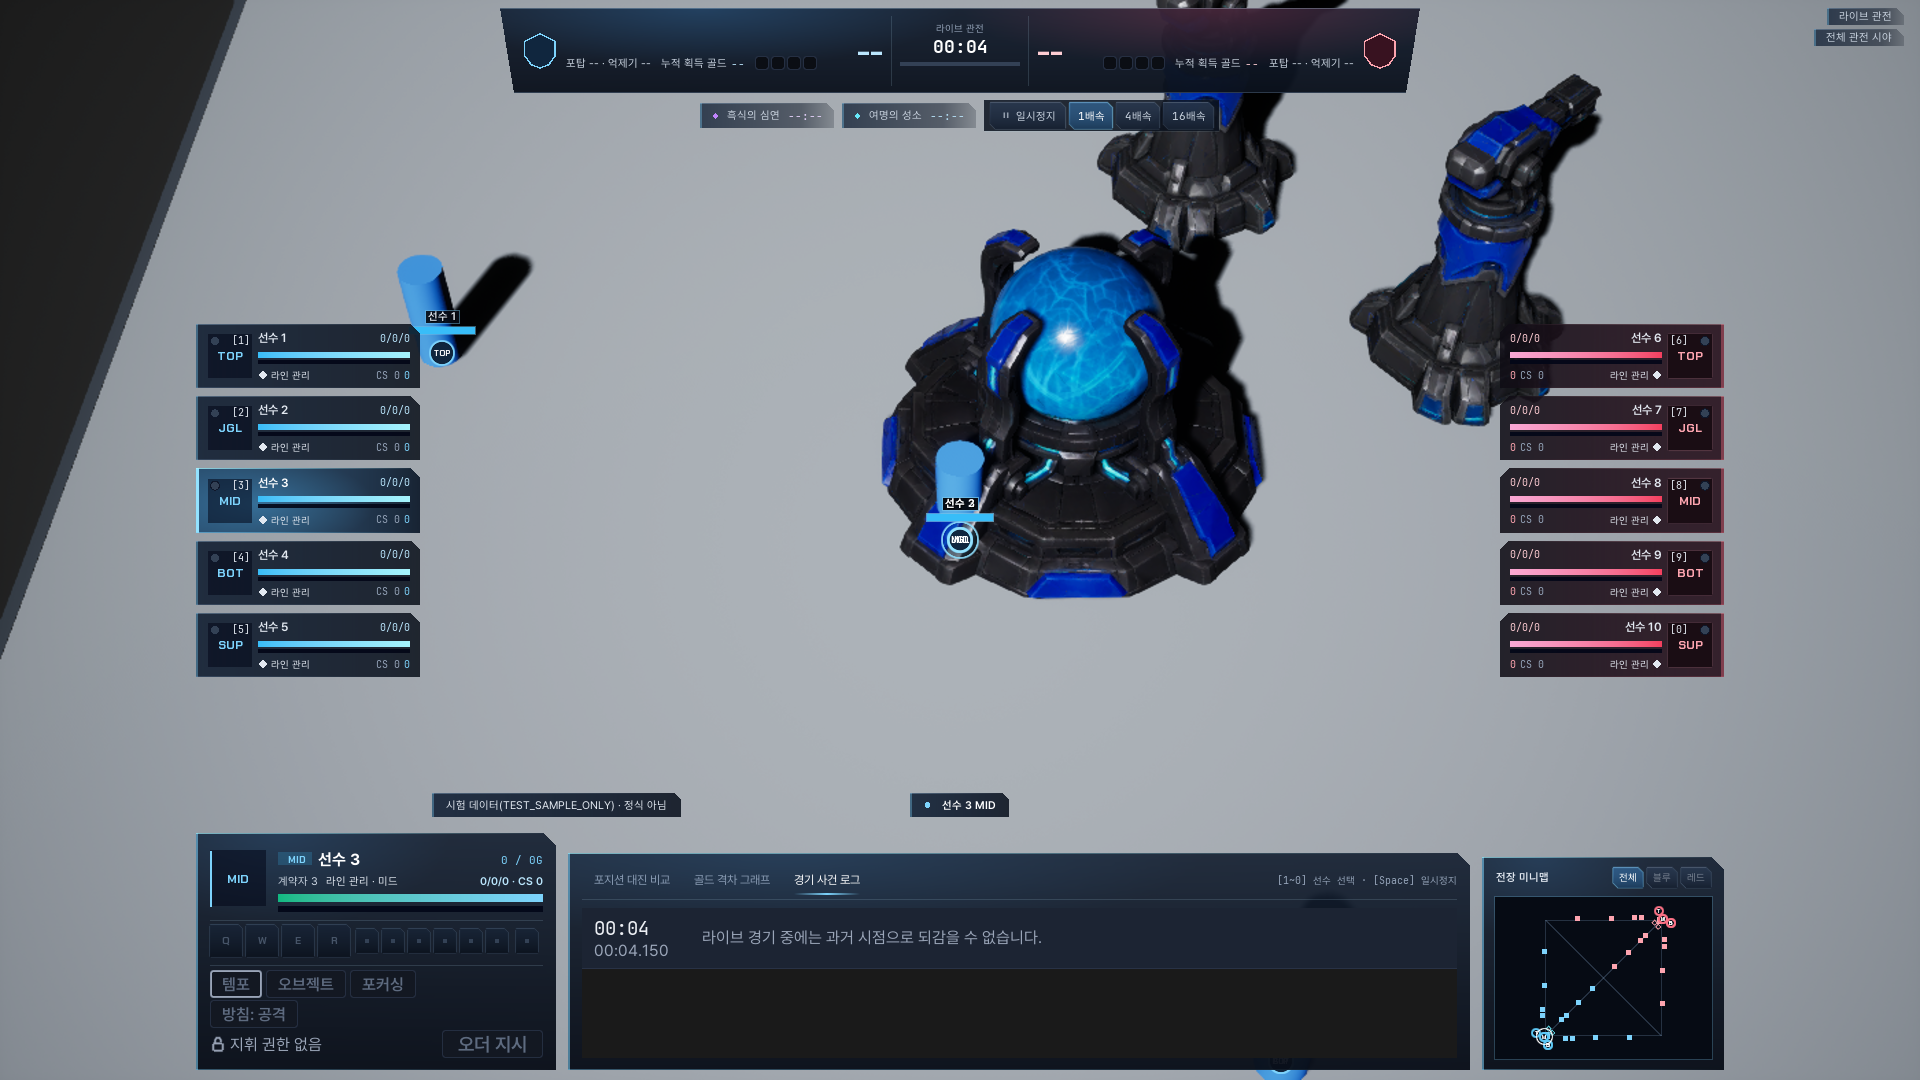 라이브 관전
전체 관전 시야
라이브 관전
00:04
-- --
포탑 -- · 억제기 -- 누적 획득 골드 --
누적 획득 골드 -- 포탑 -- · 억제기 --
흑식의 심연 --:--
여명의 성소 --:--
일시정지 1배속 4배속 16배속
선수 1
TOP
[1] TOP 선수 1 0/0/0
라인 관리 CS 0 0
[2] JGL 선수 2 0/0/0
라인 관리 CS 0 0
[3] MID 선수 3 0/0/0
라인 관리 CS 0 0
[4] BOT 선수 4 0/0/0
라인 관리 CS 0 0
[5] SUP 선수 5 0/0/0
라인 관리 CS 0 0
0/0/0 선수 6 [6] TOP
0 CS 0 라인 관리
0/0/0 선수 7 [7] JGL
0 CS 0 라인 관리
0/0/0 선수 8 [8] MID
0 CS 0 라인 관리
0/0/0 선수 9 [9] BOT
0 CS 0 라인 관리
0/0/0 선수 10 [0] SUP
0 CS 0 라인 관리
선수
시험 데이터(TEST_SAMPLE_ONLY) · 정식 아님
선수 3 MID
MID
MID 선수 3 0 / 0G
계약자 3 라인 관리 · 미드 0/0/0 · CS 0
Q W E R
템포 오브젝트 포커싱
방침: 공격
지휘 권한 없음 오더 지시
포지션 대진 비교 골드 격차 그래프 경기 사건 로그
[1~0] 선수 선택 · [Space] 일시정지
00:04
00:04.150
라이브 경기 중에는 과거 시점으로 되감을 수 없습니다.
전장 미니맵 전체 블루 레드